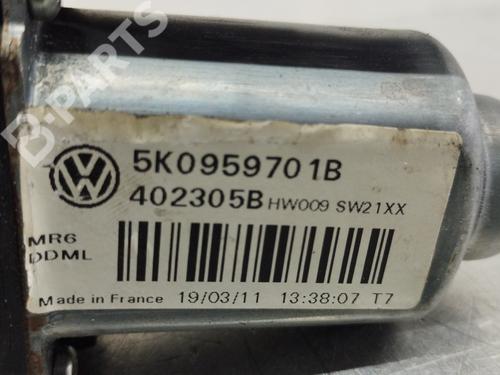 B-PARTS
5K0959701B
402305B HW009 SW21XX
MR6
DDML
Made in France 19/03/11 13:38:07 T7